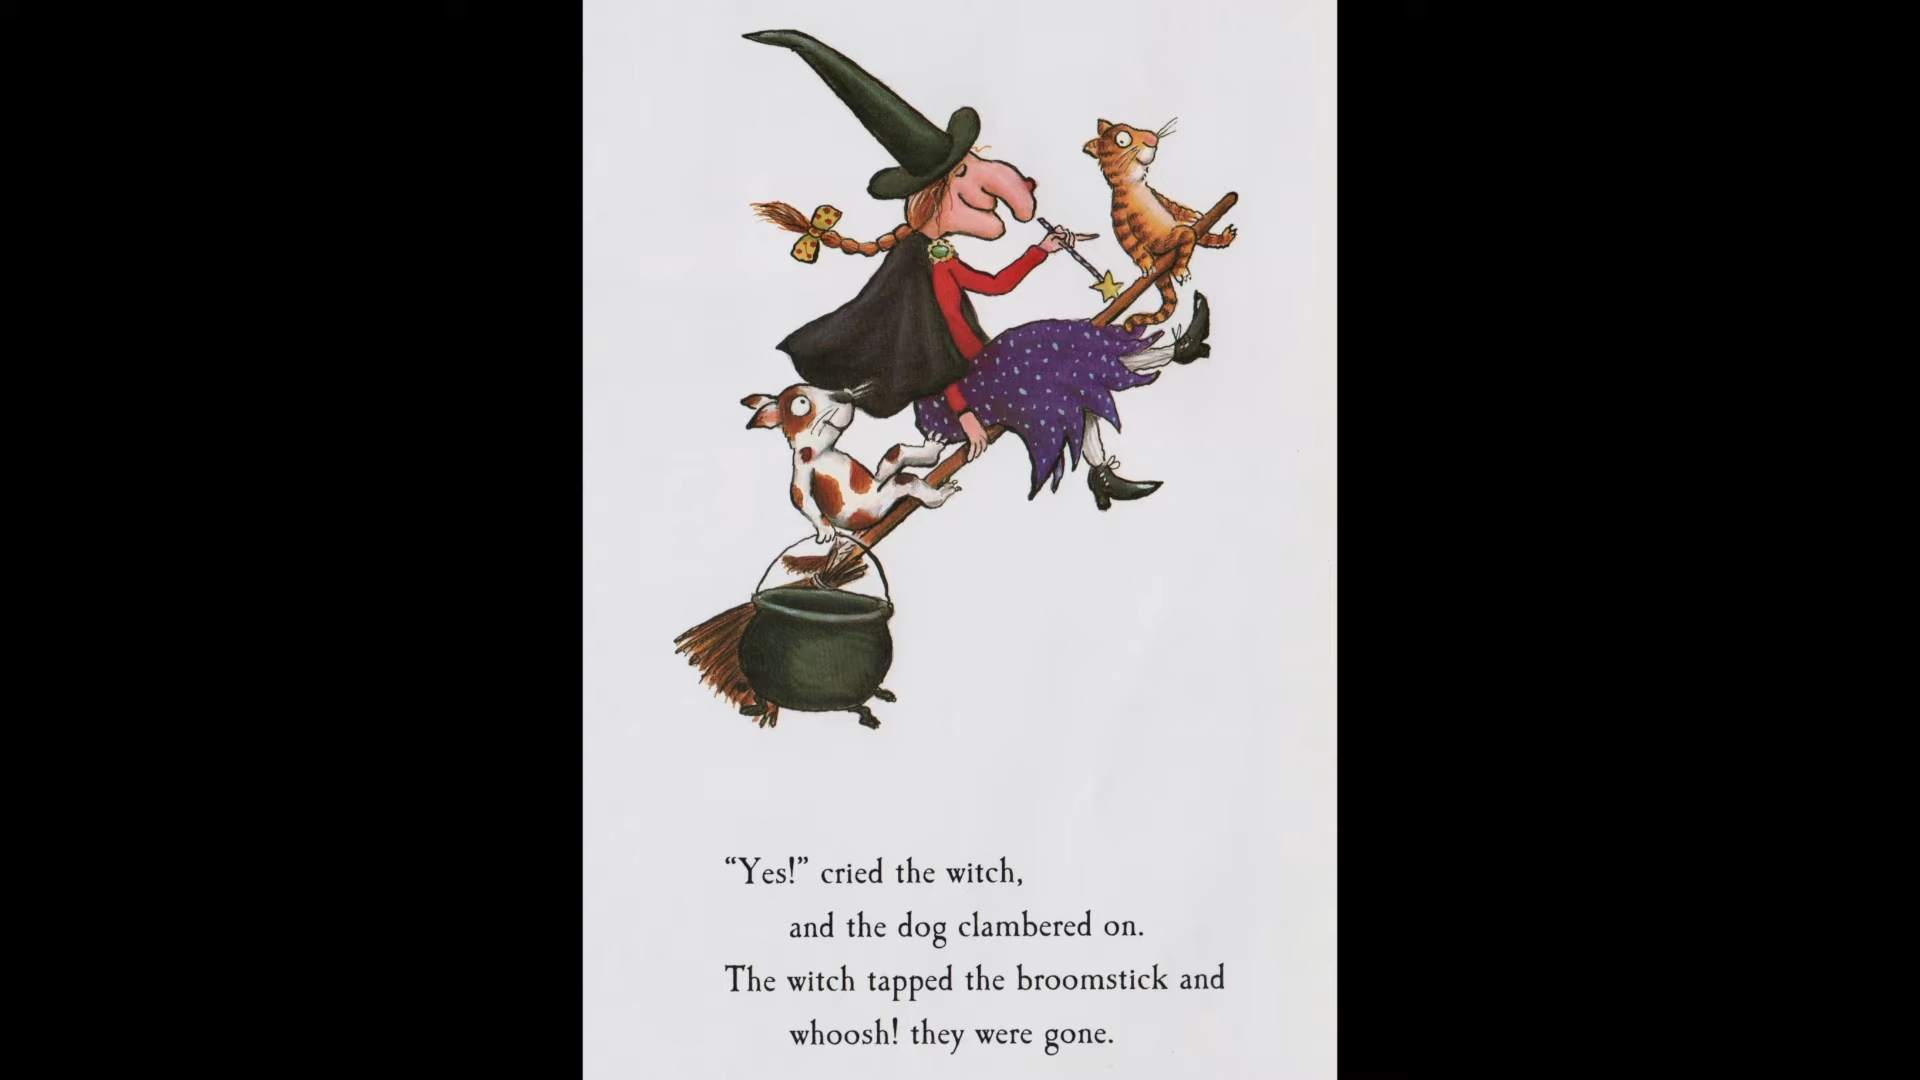 “Yes!” cried the witch,
and the dog clambered on.
The witch tapped the broomstick and
whoosh! they were gone.